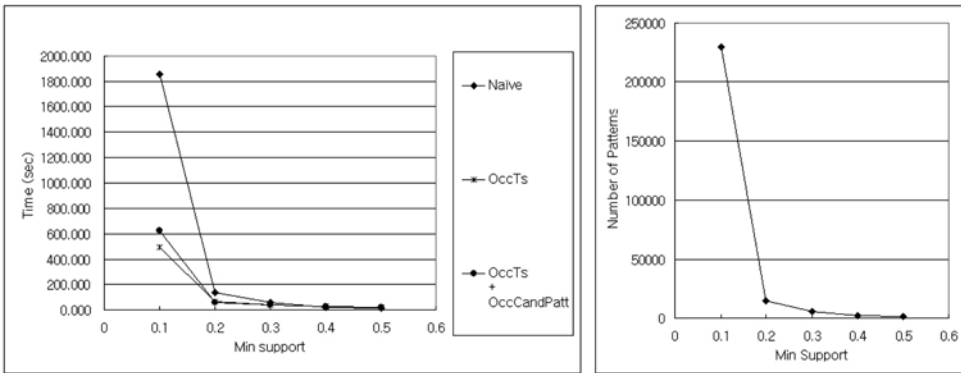 2000.000
1800.000
1600.000
1400.000
1200.000
1000.000
800.000
600.000
400.000
200.000
0.000
Time (sec)
0 0.1 0.2 0.3 0.4 0.5 0.6
Min support
Naïve
OccTs
OccTs
+
OccCandPatt
250000
200000
150000
100000
50000
0
Number of Patterns
0 0.1 0.2 0.3 0.4 0.5 0.6
Min Support